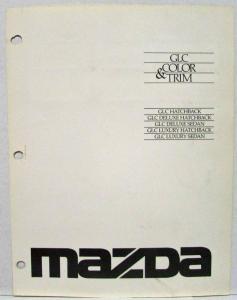 GLC
COLOR
& TRIM
GLC HATCHBACK
GLC DELUXE HATCHBACK
GLC DELUXE SEDAN
GLC LUXURY HATCHBACK
GLC LUXURY SEDAN
mazda